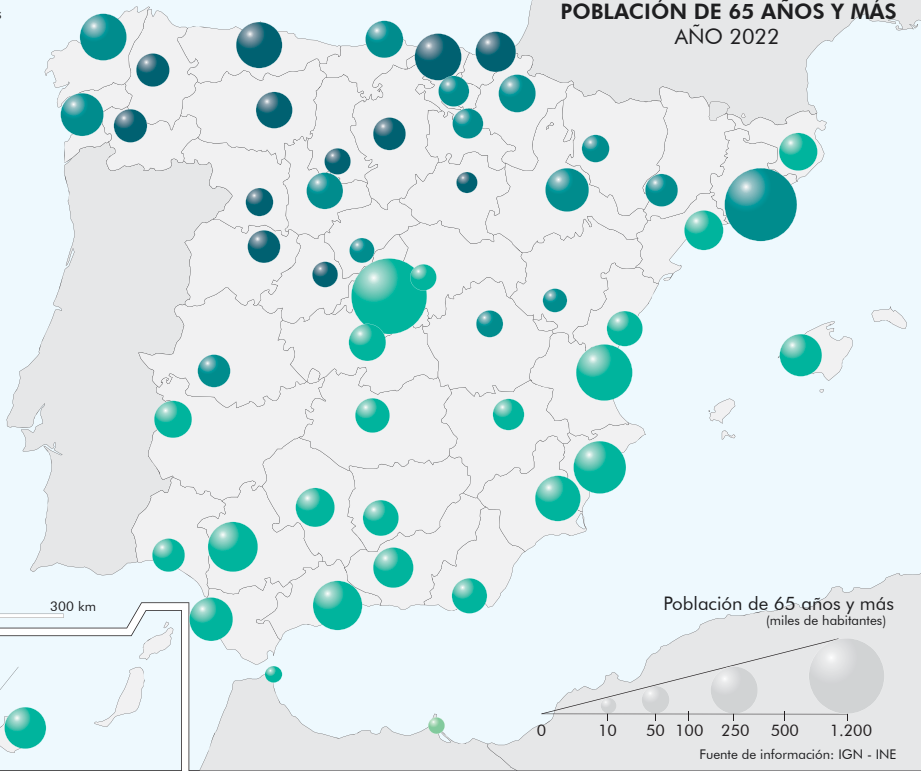 POBLACIÓN DE 65 AÑOS Y MÁS
AÑO 2022
300 km
Población de 65 años y más
(miles de habitantes)
0 10 50 100 250 500 1.200
Fuente de información: IGN - INE